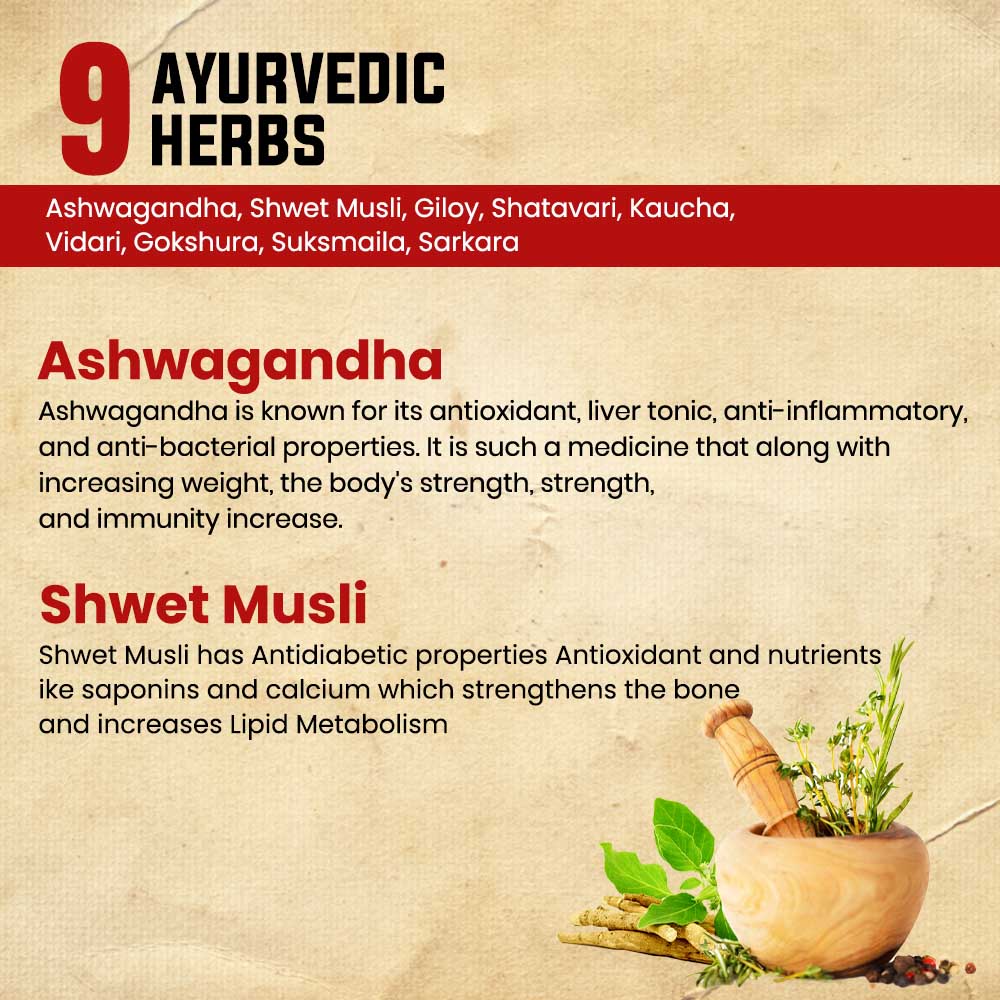 9 AYURVEDIC
HERBS
Ashwagandha, Shwet Musli, Giloy, Shatavari, Kaucha,
Vidari, Gokshura, Suksmaila, Sarkara
Ashwagandha
Ashwagandha is known for its antioxidant, liver tonic, anti-inflammatory,
and anti-bacterial properties. It is such a medicine that along with
increasing weight, the body's strength, strength,
and immunity increase.
Shwet Musli
Shwet Musli has Antidiabetic properties Antioxidant and nutrients
ike saponins and calcium which strengthens the bone
and increases Lipid Metabolism